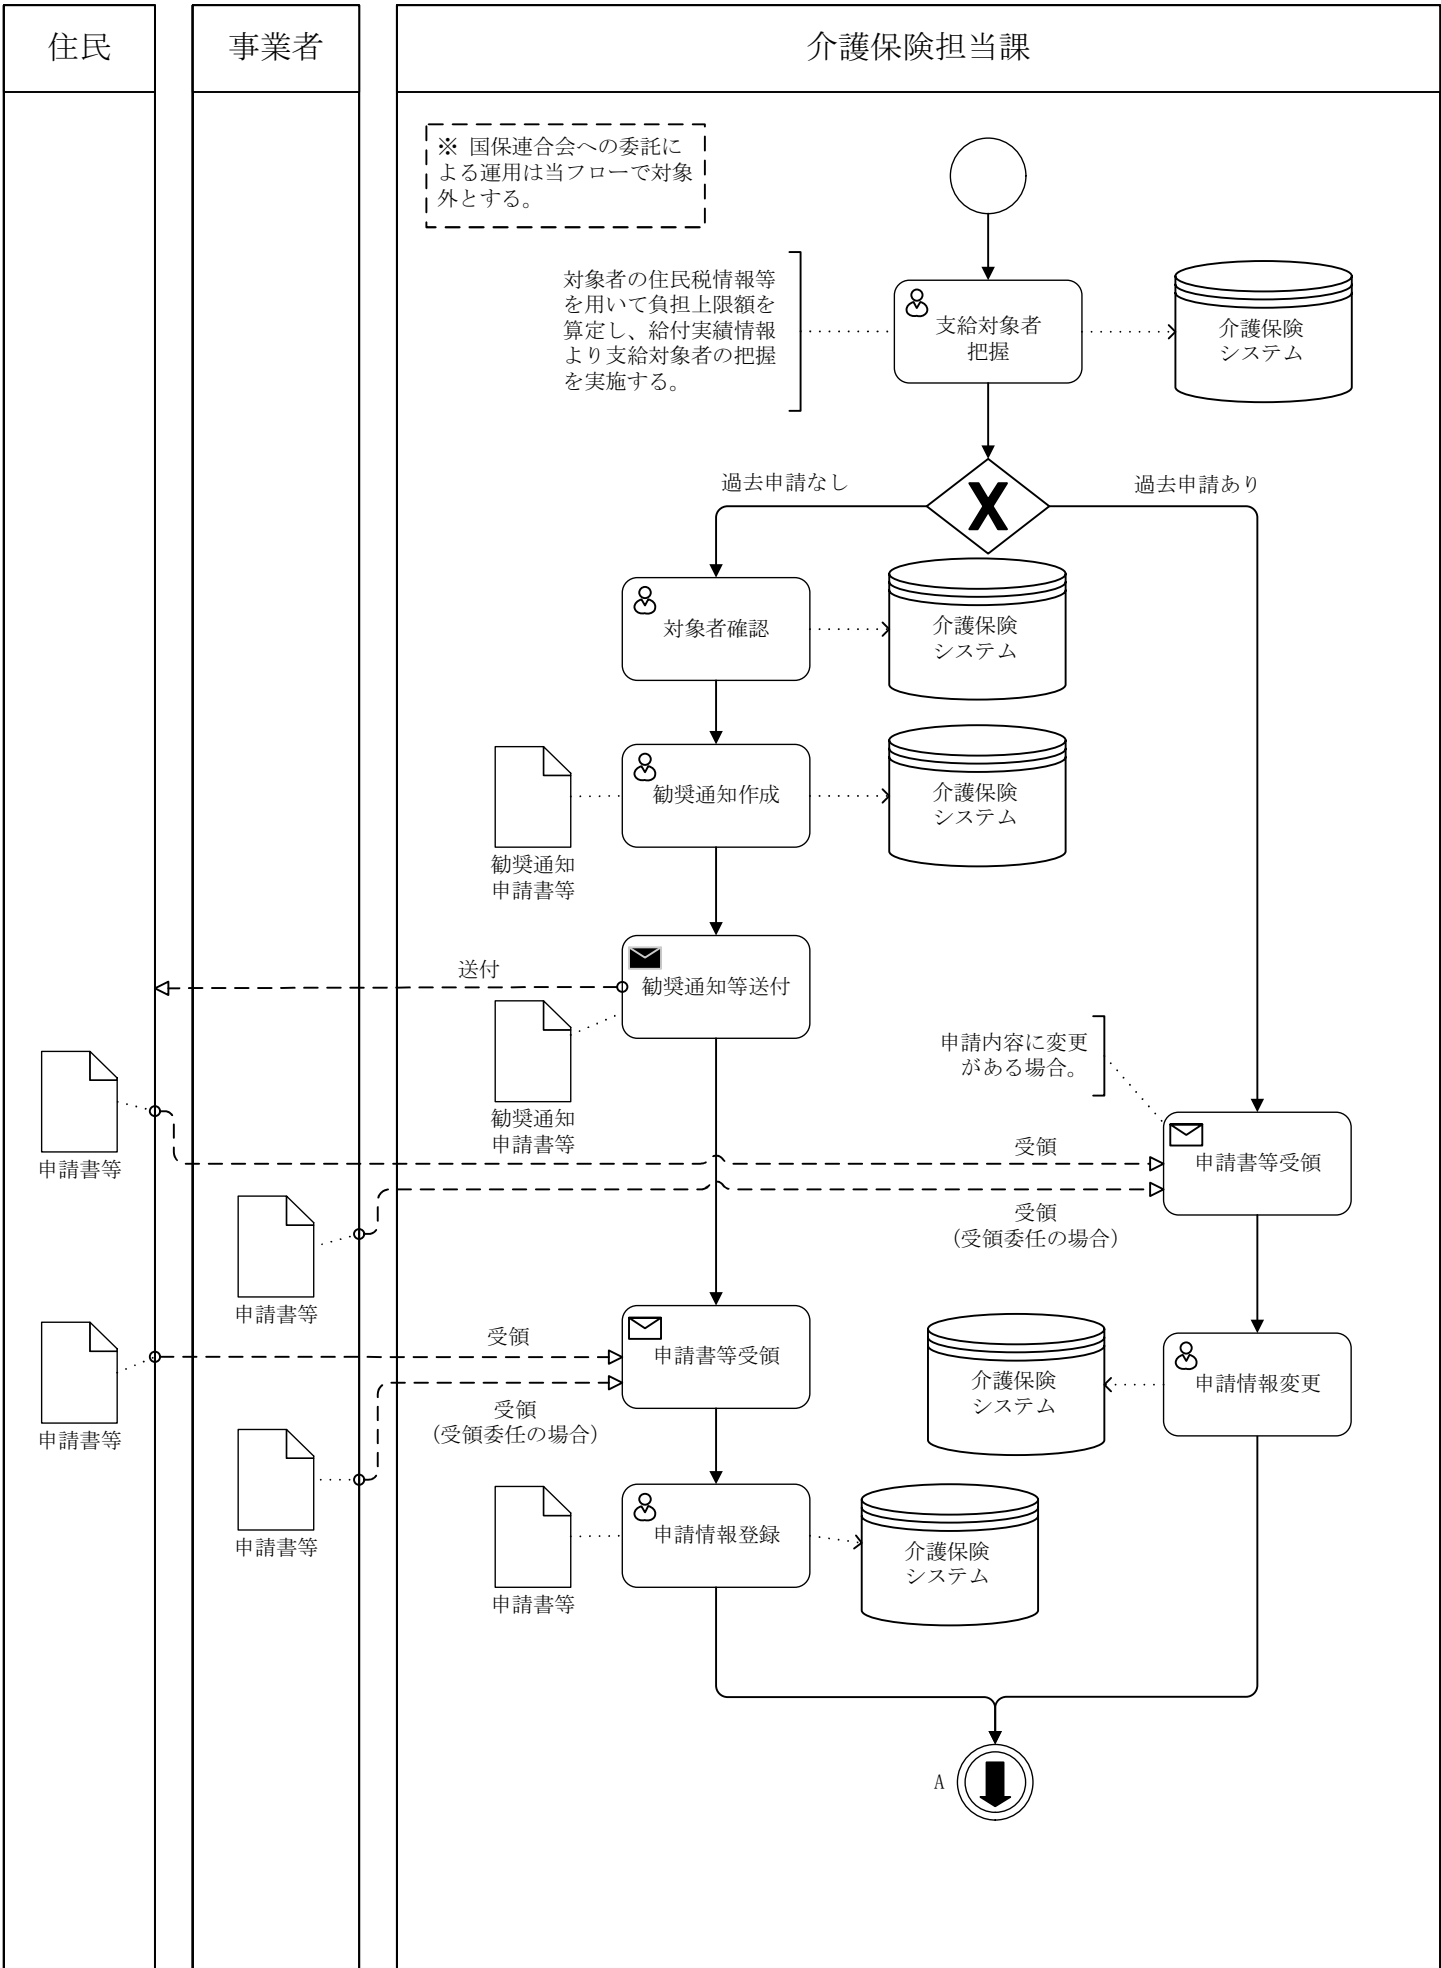 住民
事業者
介護保険担当課
※ 国保連合会への委託に
よる運用は当フローで対象
外とする。
対象者の住民税情報等
を用いて負担上限額を
算定し、給付実績情報
より支給対象者の把握
を実施する。
支給対象者
把握
介護保険
システム
過去申請なし
過去申請あり
X
対象者確認
介護保険
システム
勧奨通知作成
介護保険
システム
勧奨通知
申請書等
送付
勧奨通知等送付
勧奨通知
申請書等
申請内容に変更
がある場合。
申請書等
受領
申請書等受領
受領
(受領委任の場合)
申請書等
申請書等
受領
申請書等受領
受領
(受領委任の場合)
介護保険
システム
申請情報変更
申請書等
申請書等
申請情報登録
介護保険
システム
A